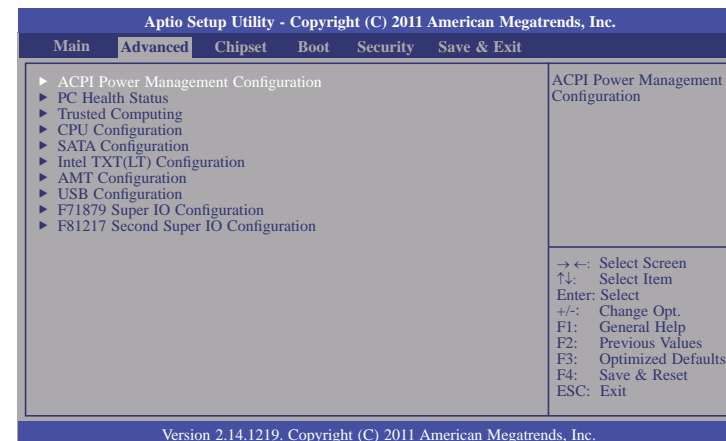 Aptio Setup Utility - Copyright (C) 2011 American Megatrends, Inc.
Main Advanced Chipset Boot Security Save & Exit
► ACPI Power Management Configuration
► PC Health Status
► Trusted Computing
► CPU Configuration
► SATA Configuration
► Intel TXT(LT) Configuration
► AMT Configuration
► USB Configuration
► F71879 Super IO Configuration
► F81217 Second Super IO Configuration
ACPI Power Management
Configuration
→ ←: Select Screen
↑↓: Select Item
Enter: Select
+/-: Change Opt.
F1: General Help
F2: Previous Values
F3: Optimized Defaults
F4: Save & Reset
ESC: Exit
Version 2.14.1219. Copyright (C) 2011 American Megatrends, Inc.